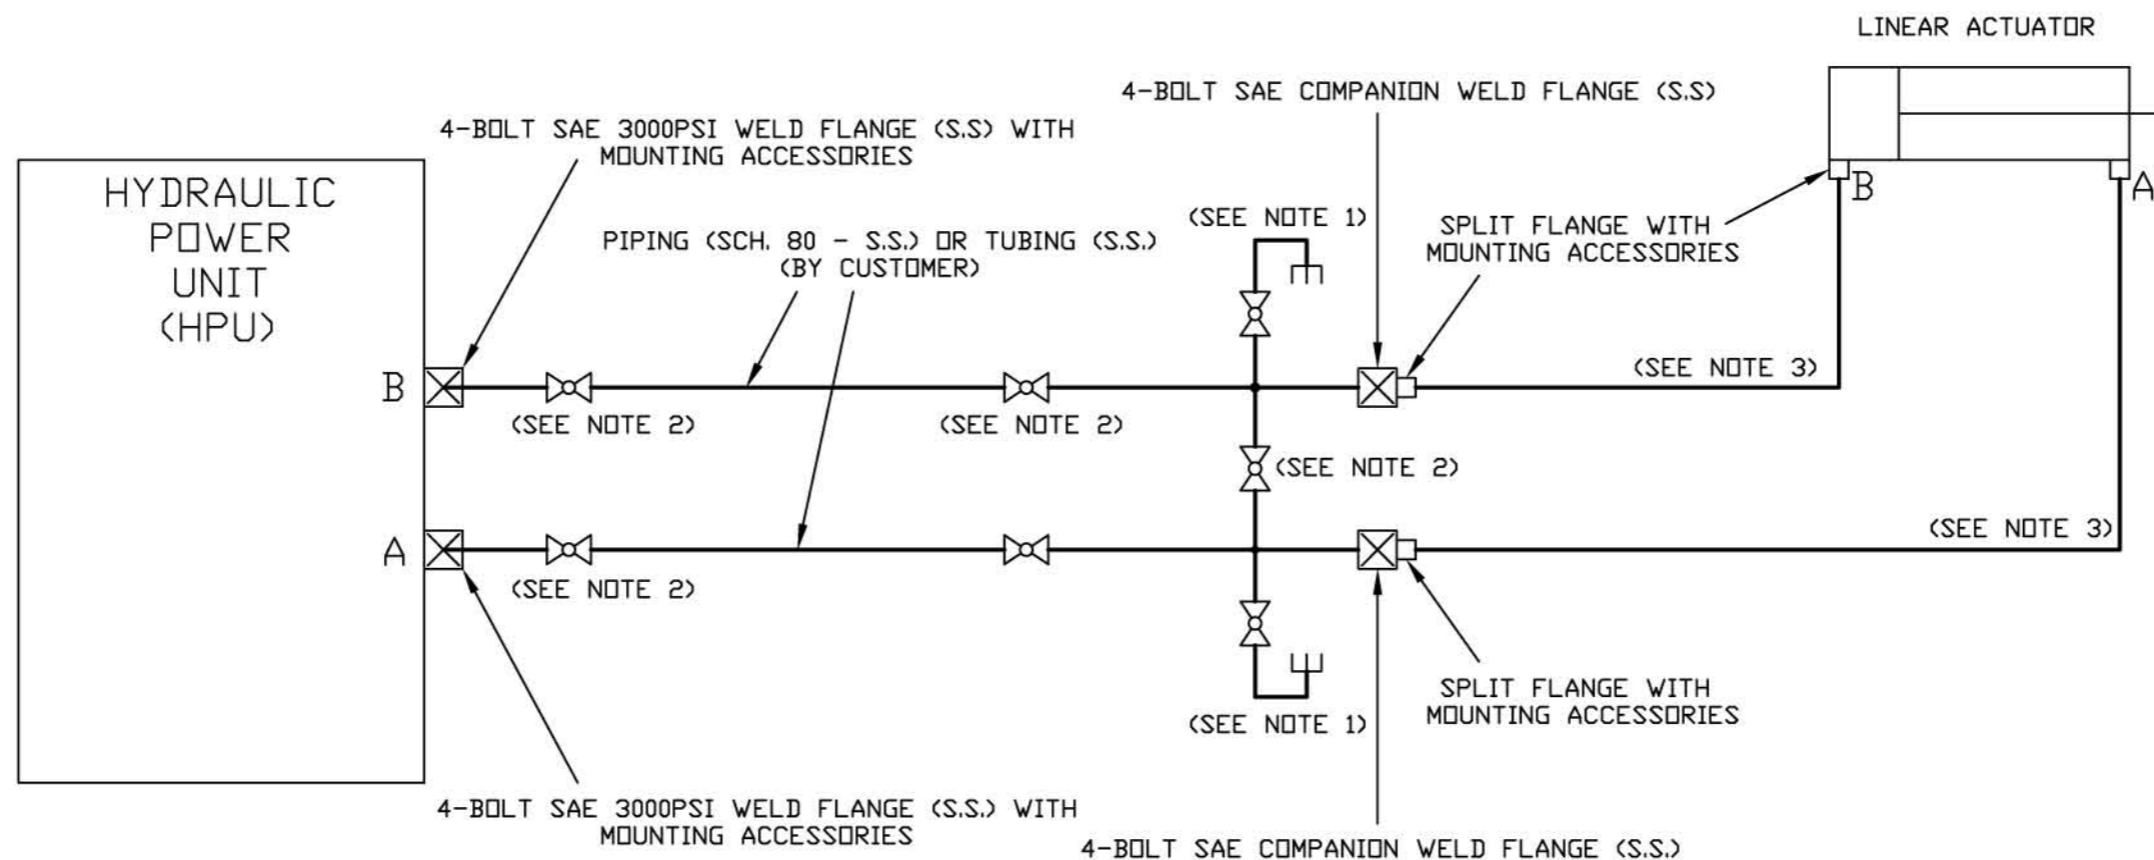 LINEAR ACTUATOR
4-BOLT SAE COMPANION WELD FLANGE (S.S)
4-BOLT SAE 3000PSI WELD FLANGE (S.S) WITH
MOUNTING ACCESSORIES
HYDRAULIC
POWER
UNIT
(HPU)
B
A
(SEE NOTE 1)
SPLIT FLANGE WITH
MOUNTING ACCESSORIES
PIPING (SCH. 80 - S.S.) OR TUBING (S.S.)
(BY CUSTOMER)
(SEE NOTE 3)
B
(SEE NOTE 2)
(SEE NOTE 2)
(SEE NOTE 2)
(SEE NOTE 3)
A
(SEE NOTE 2)
SPLIT FLANGE WITH
MOUNTING ACCESSORIES
(SEE NOTE 1)
4-BOLT SAE 3000PSI WELD FLANGE (S.S.) WITH
MOUNTING ACCESSORIES
4-BOLT SAE COMPANION WELD FLANGE (S.S.)